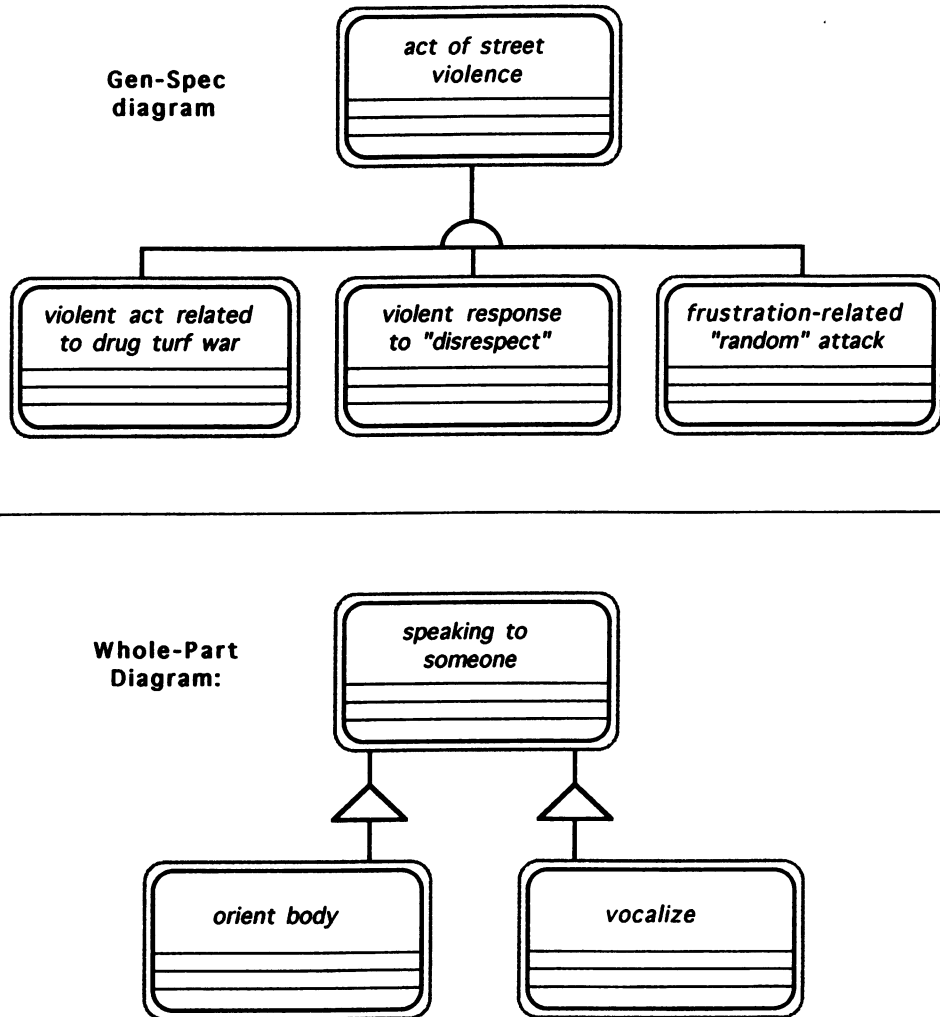 act of street
violence
Gen-Spec
diagram
violent act related
to drug turf war
violent response
to "disrespect"
frustration-related
"random" attack
Whole-Part
Diagram:
speaking to
someone
orient body
vocalize